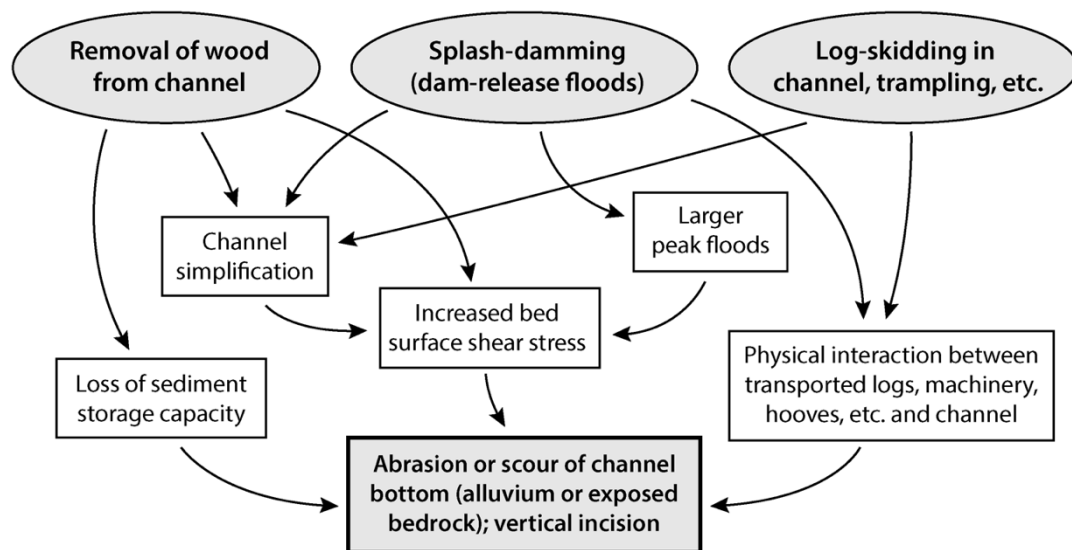 Removal of wood
from channel
Splash-damming
(dam-release floods)
Log-skidding in
channel, trampling, etc.
Channel
simplification
Larger
peak floods
Increased bed
surface shear stress
Loss of sediment
storage capacity
Physical interaction between
transported logs, machinery,
hooves, etc. and channel
Abrasion or scour of channel
bottom (alluvium or exposed
bedrock); vertical incision